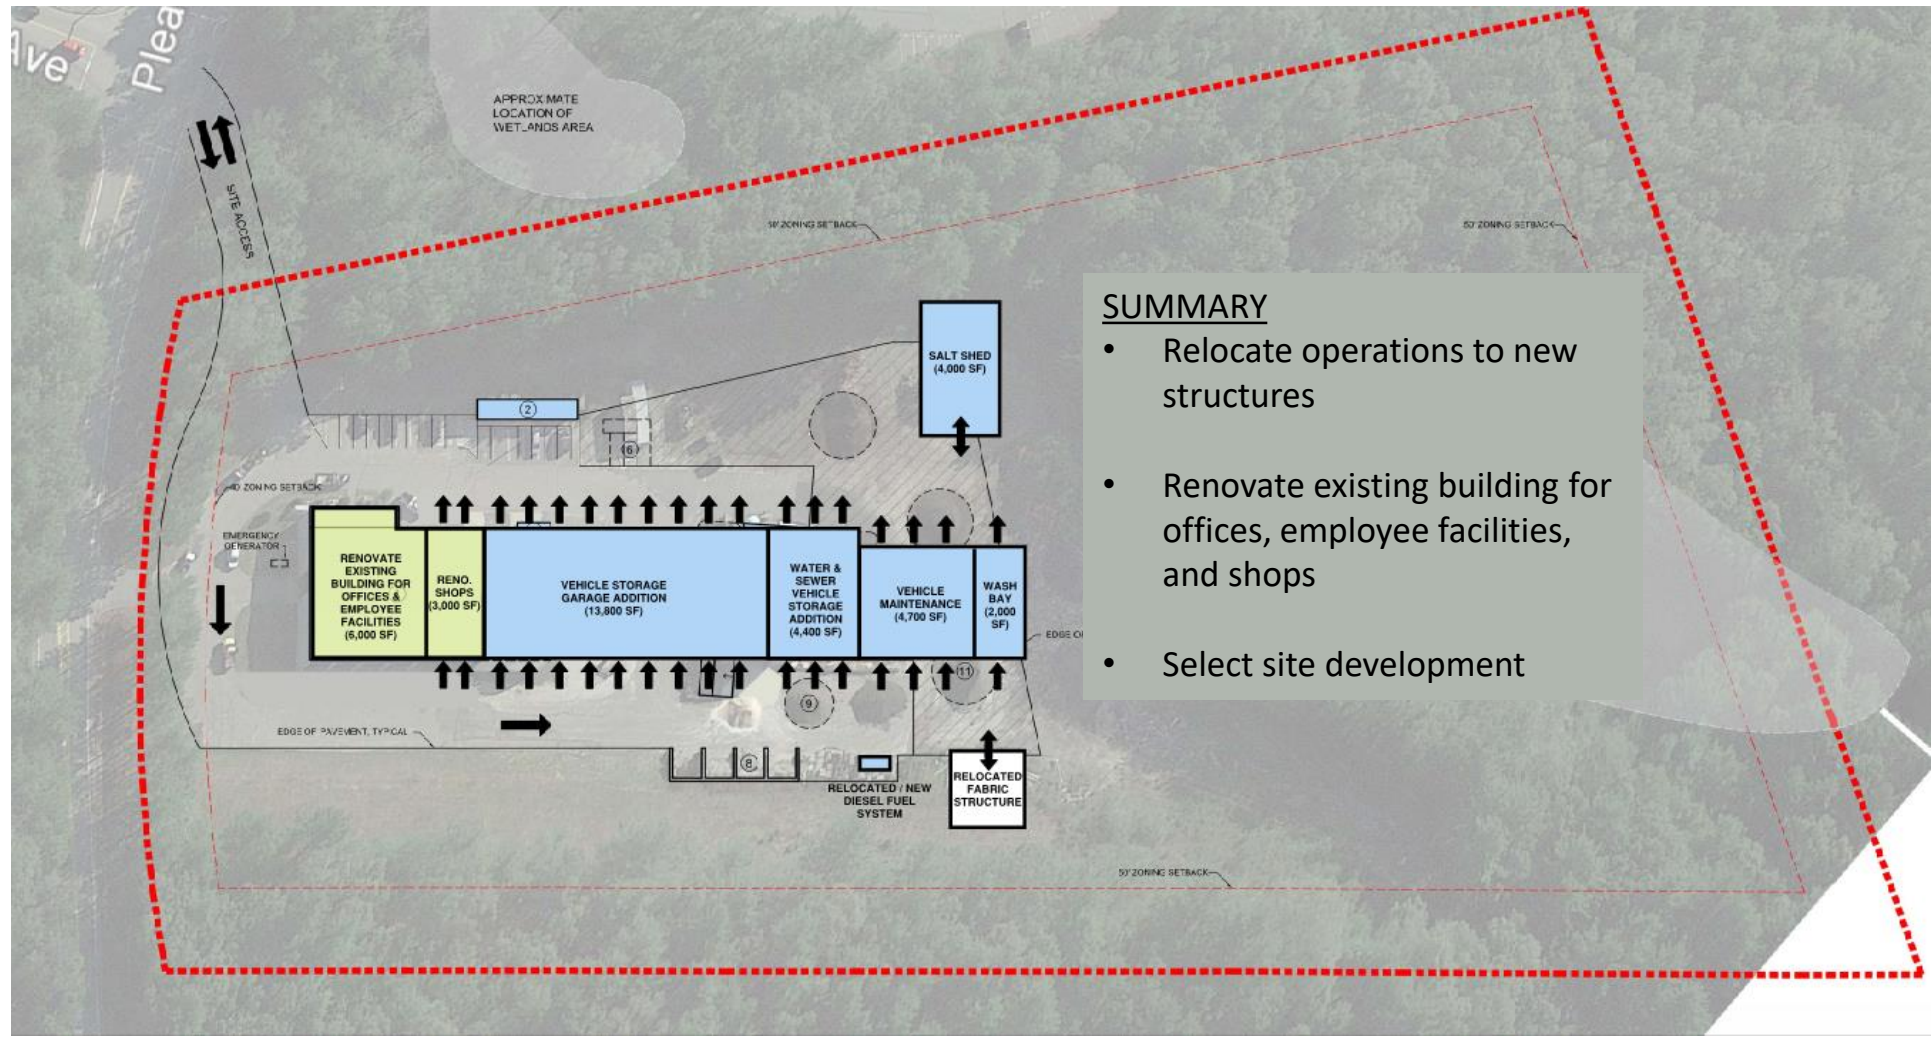 Ave
Plea
APPROXIMATE
LOCATION OF
WETLANDS AREA
SITE ACCESS
ZONING SETBACK
50' ZONING SETBACK
SUMMARY
• Relocate operations to new
structures
• Renovate existing building for
offices, employee facilities,
and shops
• Select site development
SALT SHED
(4,000 SF)
2
6
ZONING SETBACK
EMERGENCY
GENERATOR
RENOVATE
EXISTING
BUILDING FOR
OFFICES &
EMPLOYEE
FACILITIES
(6,000 SF)
RENO.
SHOPS
(3,000 SF)
VEHICLE STORAGE
GARAGE ADDITION
(13,800 SF)
WATER &
SEWER
VEHICLE
STORAGE
ADDITION
(4,400 SF)
VEHICLE
MAINTENANCE
(4,700 SF)
WASH
BAY
(2,000
SF)
EDGE
11
9
EDGE OF PAVEMENT, TYPICAL
8
RELOCATED / NEW
DIESEL FUEL
SYSTEM
RELOCATED
FABRIC
STRUCTURE
50' ZONING SETBACK